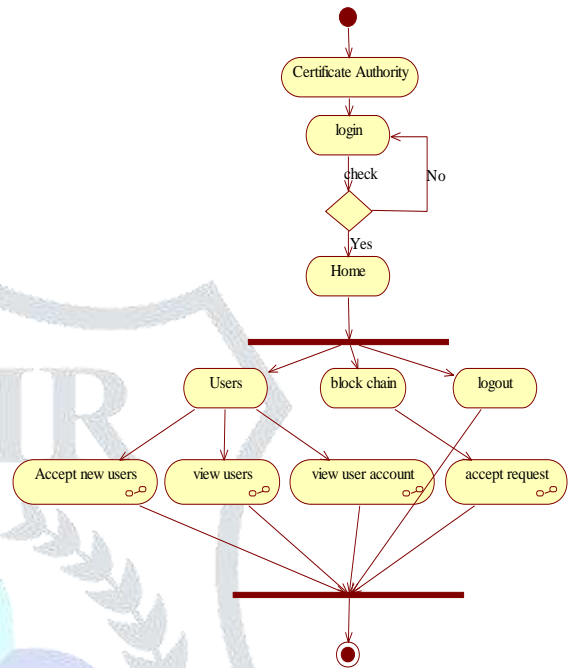 Certificate Authority
login
check
No
Yes
Home
Users
block chain
logout
Accept new users
view users
view user account
accept request
IR